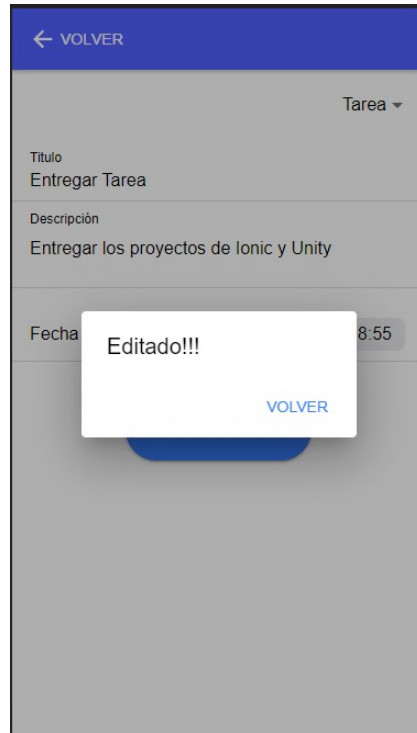 VOLVER
Tarea
Titulo
Entregar Tarea
Descripción
Entregar los proyectos de Ionic y Unity
Fecha 8:55
Editado!!!
VOLVER